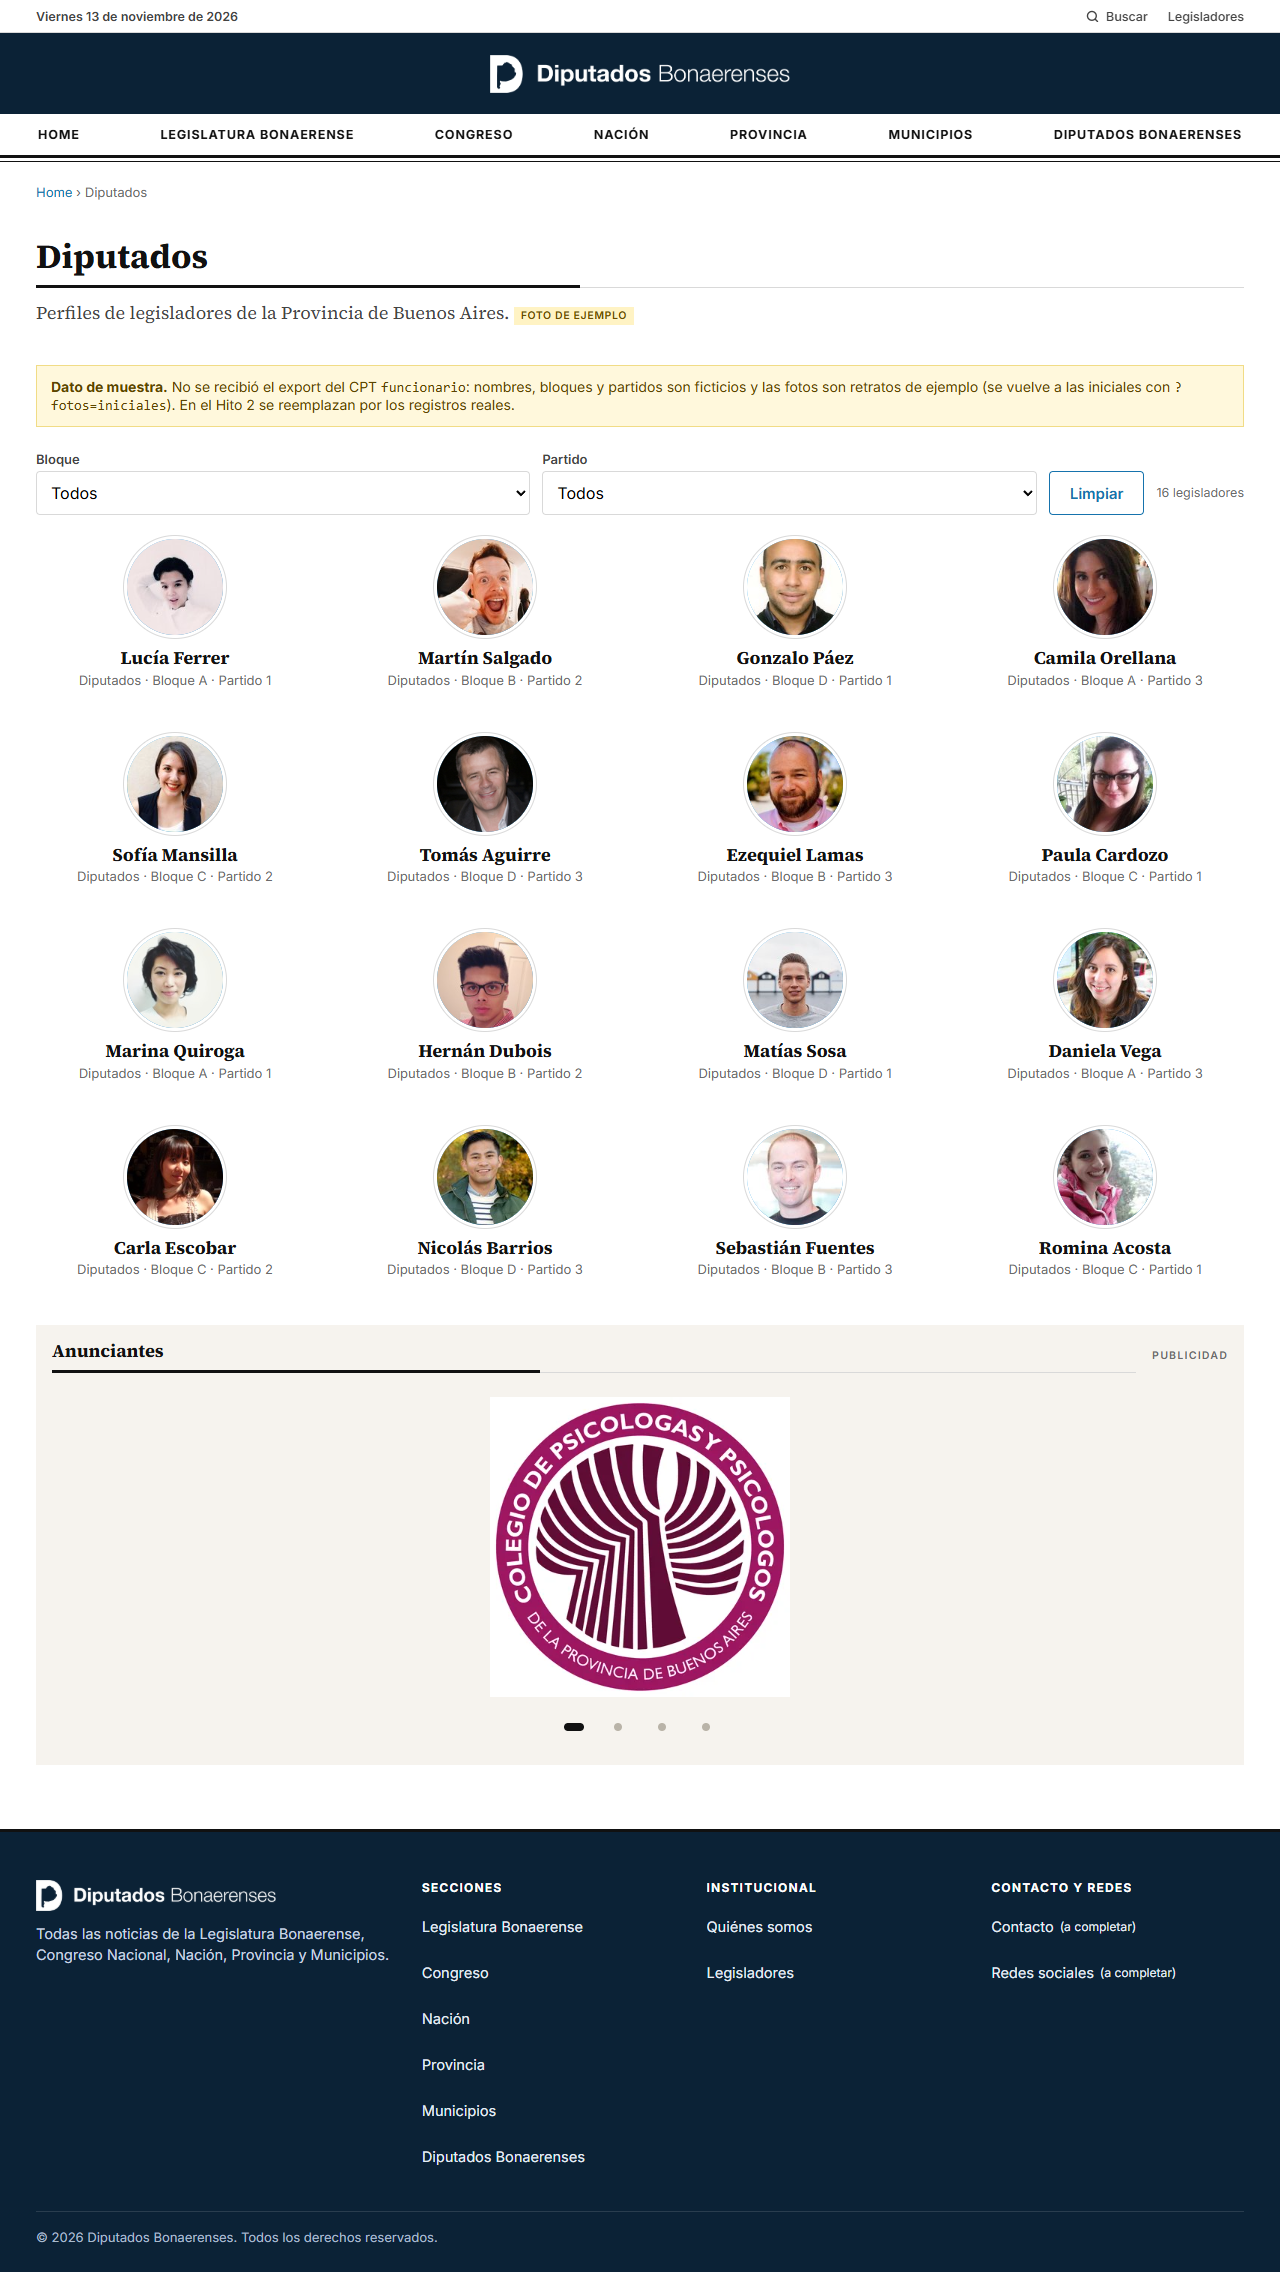 Viernes 13 de noviembre de 2026
Buscar
Legisladores
Diputados Bonaerenses
HOME
LEGISLATURA BONAERENSE
CONGRESO
NACIÓN
PROVINCIA
MUNICIPIOS
DIPUTADOS BONAERENSES
Home › Diputados
Diputados
Perfiles de legisladores de la Provincia de Buenos Aires. FOTO DE EJEMPLO
Dato de muestra. No se recibió el export del CPT funcionario: nombres, bloques y partidos son ficticios y las fotos son retratos de ejemplo (se vuelve a las iniciales con ?
fotos=iniciales). En el Hito 2 se reemplazan por los registros reales.
Bloque
Partido
Todos
Todos
Limpiar
16 legisladores
Lucía Ferrer
Diputados · Bloque A · Partido 1
Martín Salgado
Diputados · Bloque B · Partido 2
Gonzalo Páez
Diputados · Bloque D · Partido 1
Camila Orellana
Diputados · Bloque A · Partido 3
Sofía Mansilla
Diputados · Bloque C · Partido 2
Tomás Aguirre
Diputados · Bloque D · Partido 3
Ezequiel Lamas
Diputados · Bloque B · Partido 3
Paula Cardozo
Diputados · Bloque C · Partido 1
Marina Quiroga
Diputados · Bloque A · Partido 1
Hernán Dubois
Diputados · Bloque B · Partido 2
Matías Sosa
Diputados · Bloque D · Partido 1
Daniela Vega
Diputados · Bloque A · Partido 3
Carla Escobar
Diputados · Bloque C · Partido 2
Nicolás Barrios
Diputados · Bloque D · Partido 3
Sebastián Fuentes
Diputados · Bloque B · Partido 3
Romina Acosta
Diputados · Bloque C · Partido 1
Anunciantes
PUBLICIDAD
COLEGIO DE PSICOLOGAS Y PSICOLOGOS
DE LA PROVINCIA DE BUENOS AIRES
Diputados Bonaerenses
Todas las noticias de la Legislatura Bonaerense,
Congreso Nacional, Nación, Provincia y Municipios.
SECCIONES
Legislatura Bonaerense
Congreso
Nación
Provincia
Municipios
Diputados Bonaerenses
INSTITUCIONAL
Quiénes somos
Legisladores
CONTACTO Y REDES
Contacto (a completar)
Redes sociales (a completar)
© 2026 Diputados Bonaerenses. Todos los derechos reservados.